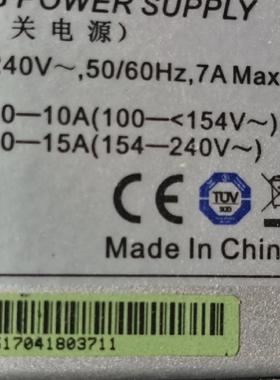 POWER SUPPLY
关电源）
240V～,50/60Hz,7A Max
0—10A(100—<154V～)
0—15A(154—240V～)
CE
TÜV
SÜD
Made In Chin
17041803711